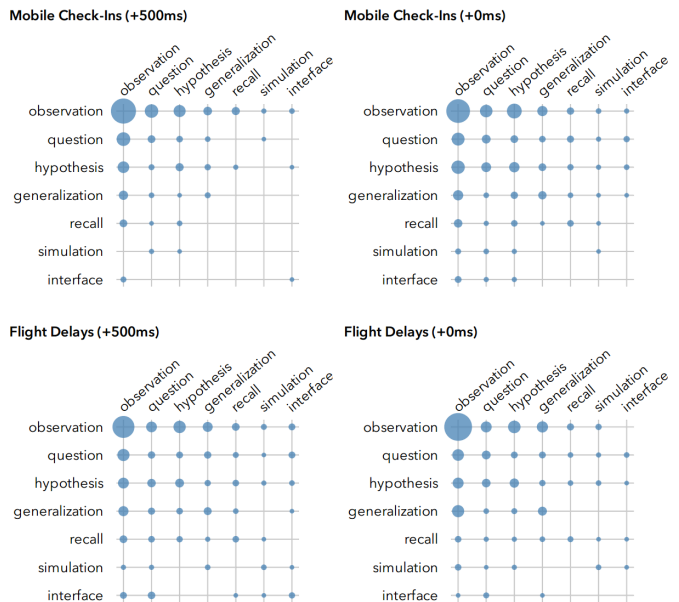 Mobile Check-Ins (+500ms)
observation
question
hypothesis
generalization
recall
simulation
interface
observation
question
hypothesis
generalization
recall
simulation
interface
Mobile Check-Ins (+0ms)
observation
question
hypothesis
generalization
recall
simulation
interface
observation
question
hypothesis
generalization
recall
simulation
interface
Flight Delays (+500ms)
observation
question
hypothesis
generalization
recall
simulation
interface
observation
question
hypothesis
generalization
recall
simulation
interface
Flight Delays (+0ms)
observation
question
hypothesis
generalization
recall
simulation
interface
observation
question
hypothesis
generalization
recall
simulation
interface